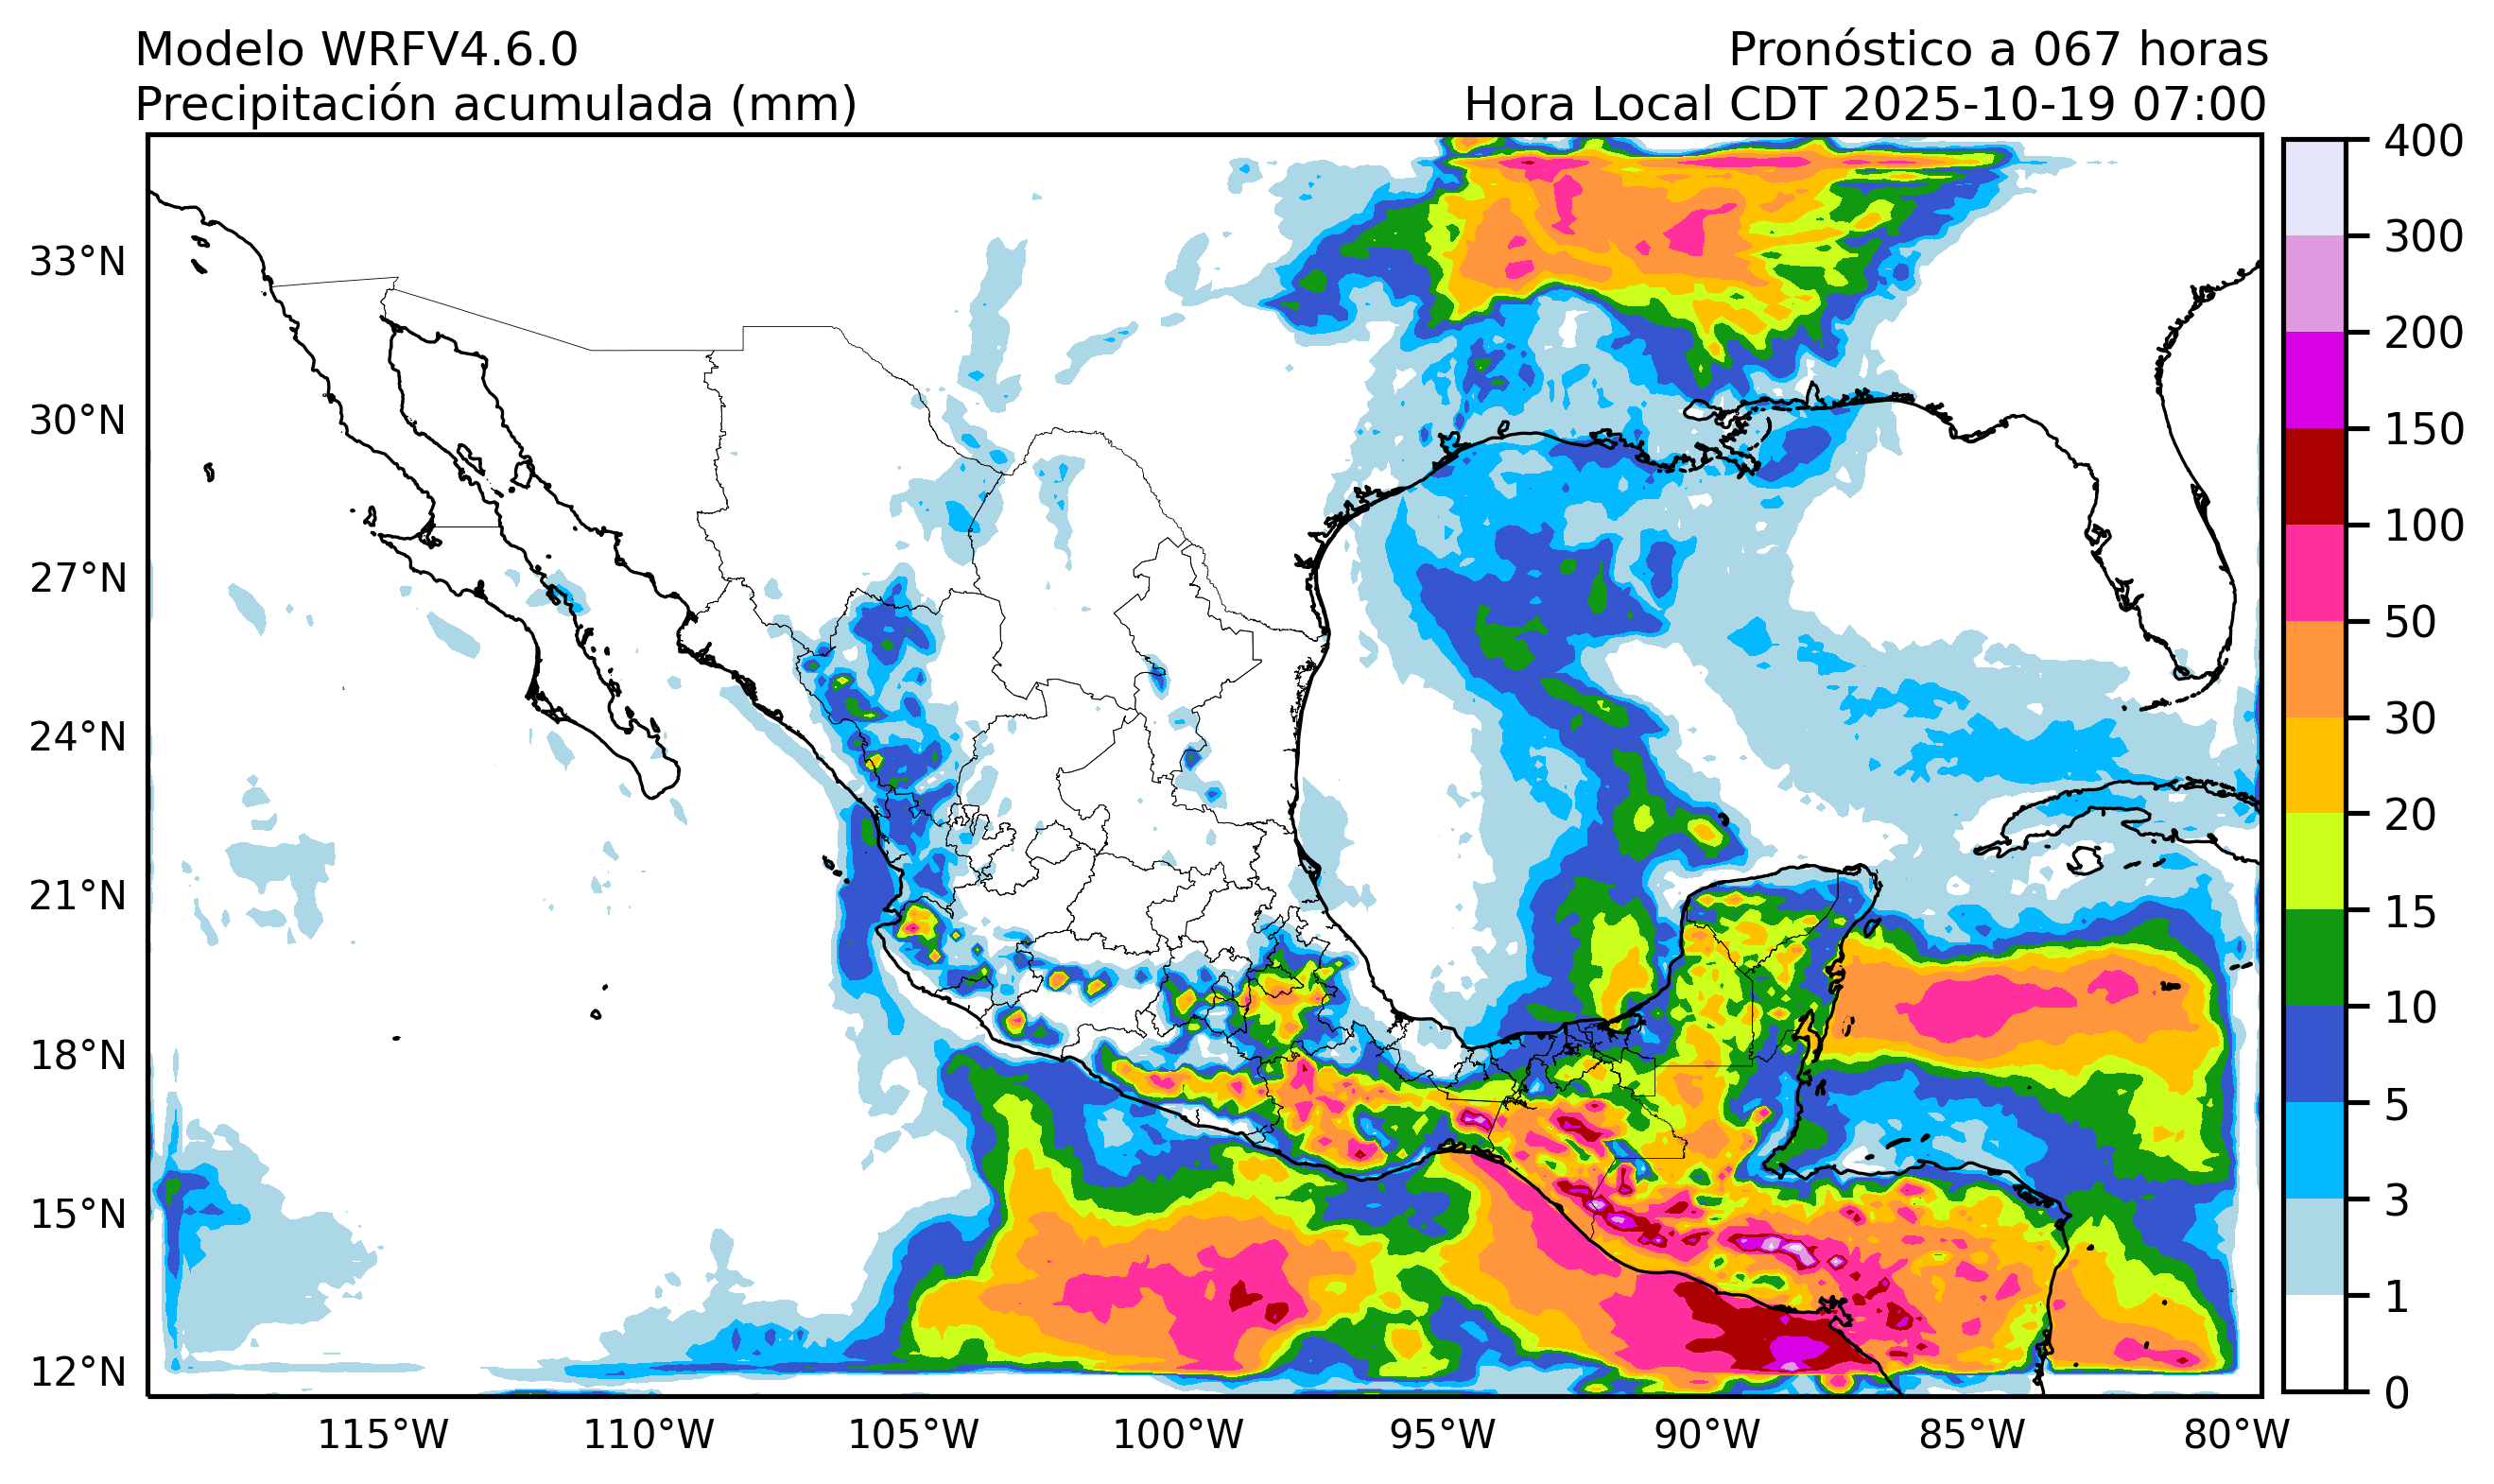 Modelo WRFV4.6.0
Pronóstico a 067 horas
Precipitación acumulada (mm)
Hora Local CDT 2025-10-19 07:00
33°N
30°N
27°N
24°N
21°N
18°N
15°N
12°N
115°W
110°W
105°W
100°W
95°W
90°W
85°W
80°W
400
300
200
150
100
50
30
20
15
10
5
3
1
0